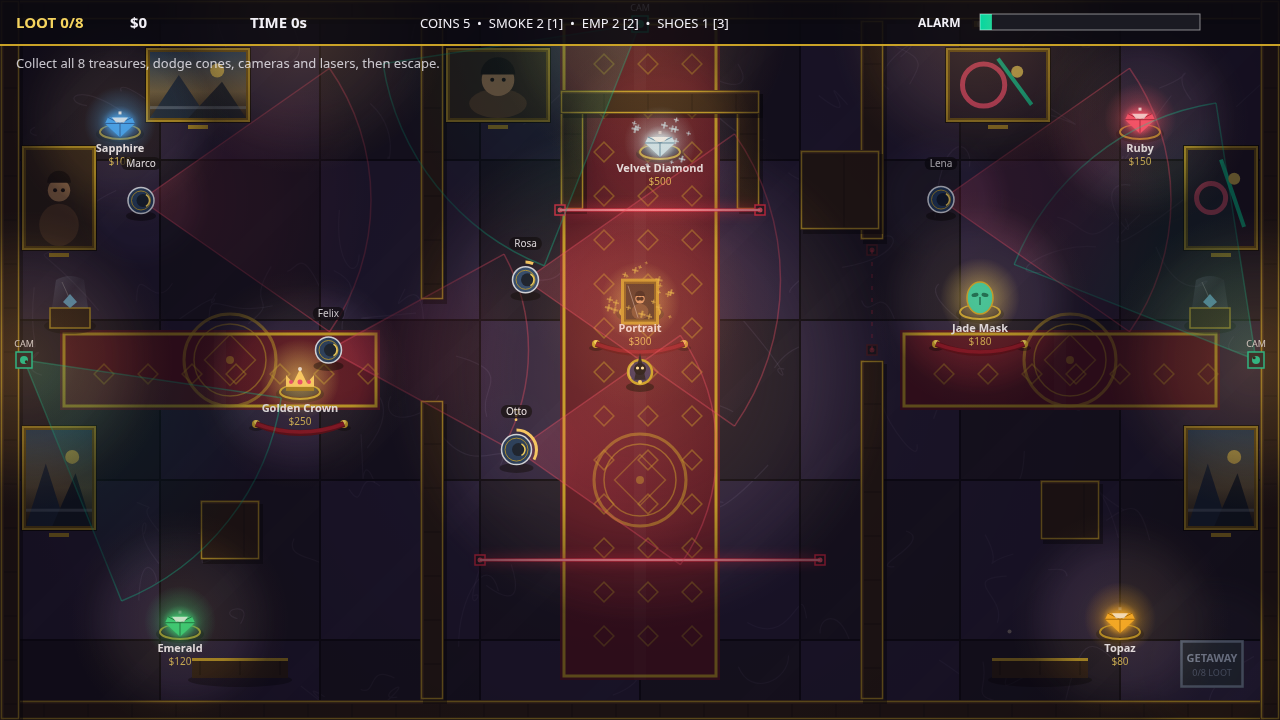 LOOT 0/8
$0
TIME 0s
COINS 5 • SMOKE 2 [1] • EMP 2 [2] • SHOES 1 [3]
ALARM
CAM
Collect all 8 treasures, dodge cones, cameras and lasers, then escape.
Sapphire
Marco
Velvet Diamond
$500
Ruby
$150
Lena
Rosa
Felix
Portrait
$300
Jade Mask
$180
CAM
CAM
Golden Crown
$250
Otto
Emerald
$120
Topaz
$80
GETAWAY
0/8 LOOT